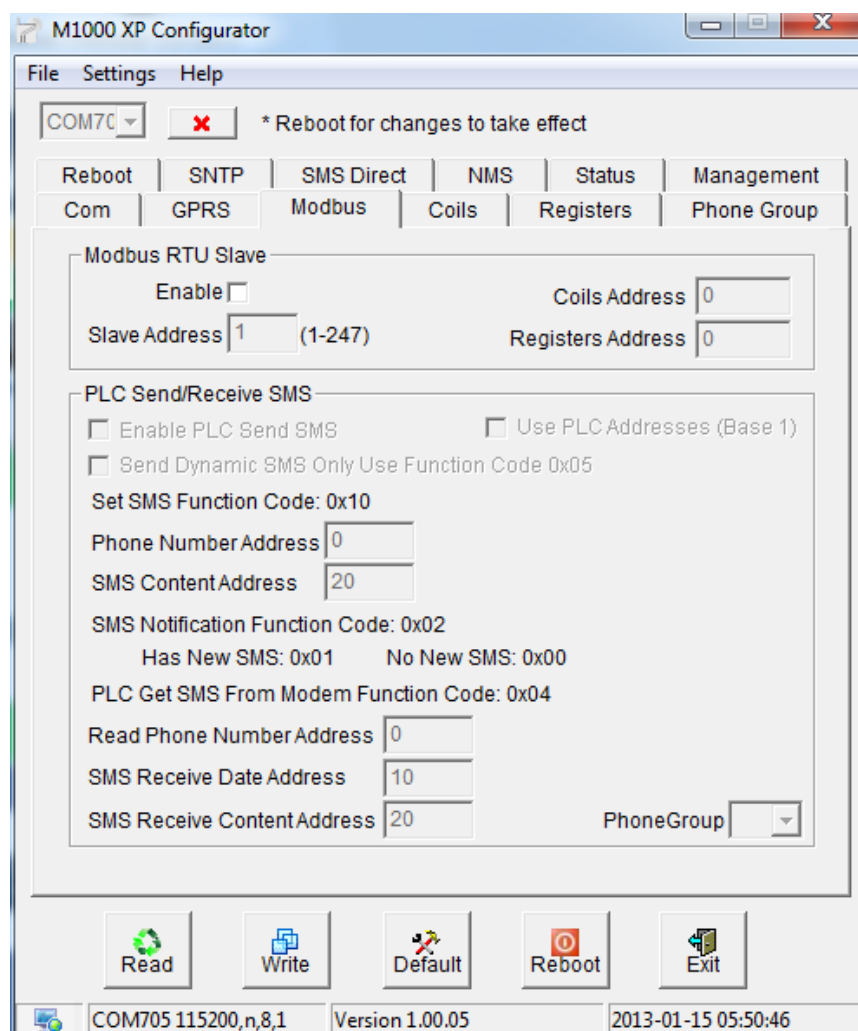 M1000 XP Configurator
File Settings Help
COM70 * Reboot for changes to take effect
Reboot SNTP SMS Direct NMS Status Management
Com GPRS Modbus Coils Registers Phone Group
Modbus RTU Slave
Enable Coils Address 0
Slave Address 1 (1-247) Registers Address 0
PLC Send/Receive SMS
Enable PLC Send SMS Use PLC Addresses (Base 1)
Send Dynamic SMS Only Use Function Code 0x05
Set SMS Function Code: 0x10
Phone Number Address 0
SMS Content Address 20
SMS Notification Function Code: 0x02
Has New SMS: 0x01 No New SMS: 0x00
PLC Get SMS From Modem Function Code: 0x04
Read Phone Number Address 0
SMS Receive Date Address 10
SMS Receive Content Address 20 PhoneGroup
Read Write Default Reboot Exit
COM705 115200,n,8,1 Version 1.00.05 2013-01-15 05:50:46